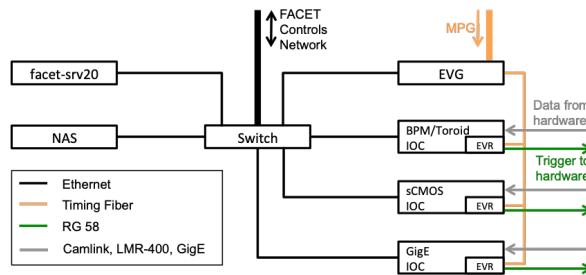 FACET
Controls
Network
MPG
facet-srv20
EVG
Data from
hardware
NAS
Switch
BPM/Toroid
IOC
EVR
Trigger to
hardware
sCMOS
IOC
EVR
Ethernet
Timing Fiber
RG 58
Camlink, LMR-400, GigE
GigE
IOC
EVR